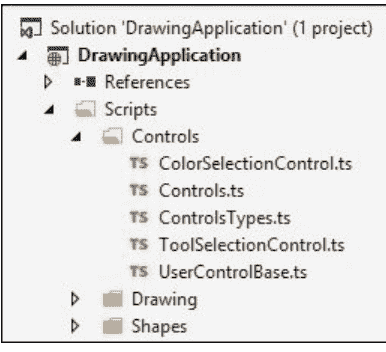 Solution 'DrawingApplication' (1 project)
DrawingApplication
References
Scripts
Controls
TS ColorSelectionControl.ts
TS Controls.ts
TS ControlsTypes.ts
TS ToolSelectionControl.ts
TS UserControlBase.ts
Drawing
Shapes